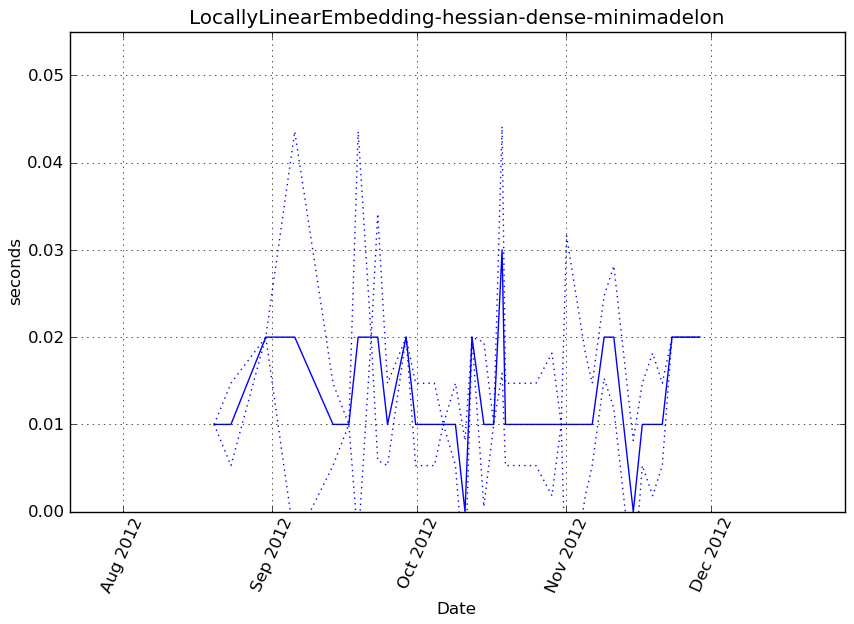 LocallyLinearEmbedding-hessian-dense-minimadelon
0.05
0.04
0.03
0.02
0.01
0.00
seconds
Aug 2012
Sep 2012
Oct 2012
Nov 2012
Dec 2012
Date